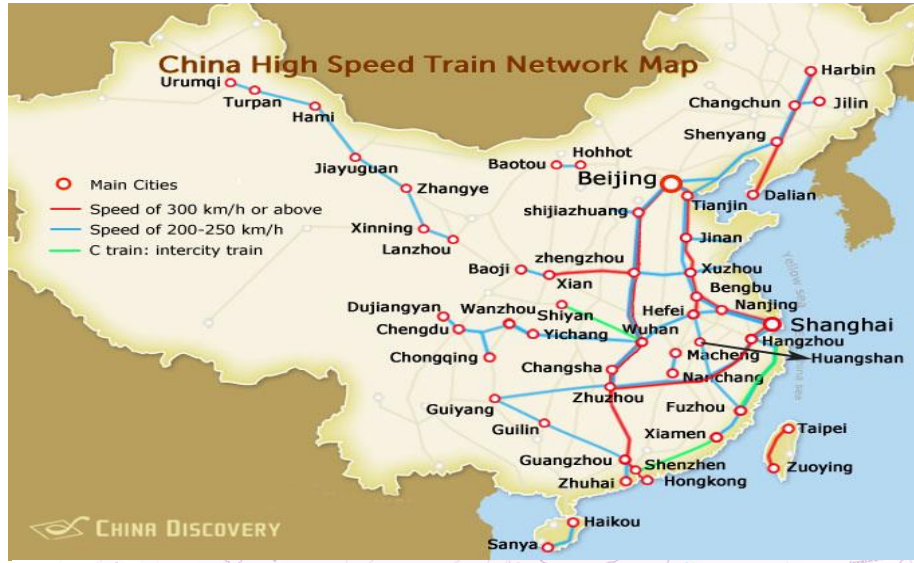 China High Speed Train Network Map
Urumqi
Turpan
Hami
Harbin
Changchun
Jilin
Shenyang
Hohhot
Baotou
Beijing
Jiayuguan
Zhangye
Main Cities
Speed of 300 km/h or above
Speed of 200-250 km/h
C train: intercity train
Dalian
Tianjin
shijiazhuang
Xinning
Lanzhou
Jinan
zhengzhou
Baoji
Xian
Xuzhou
Yellow sea
Bengbu
Dujiangyan
Wanzhou
Shiyan
Hefei
Nanjing
Chengdu
Yichang
Wuhan
Shanghai
Hangzhou
Chongqing
Macheng
Huangshan
Changsha
Nanchang
Zhuzhou
Guiyang
Guilin
Fuzhou
Xiamen
Taipei
Guangzhou
Shenzhen
Zuoying
Zhuhai
Hongkong
Haikou
Sanya
CHINA DISCOVERY